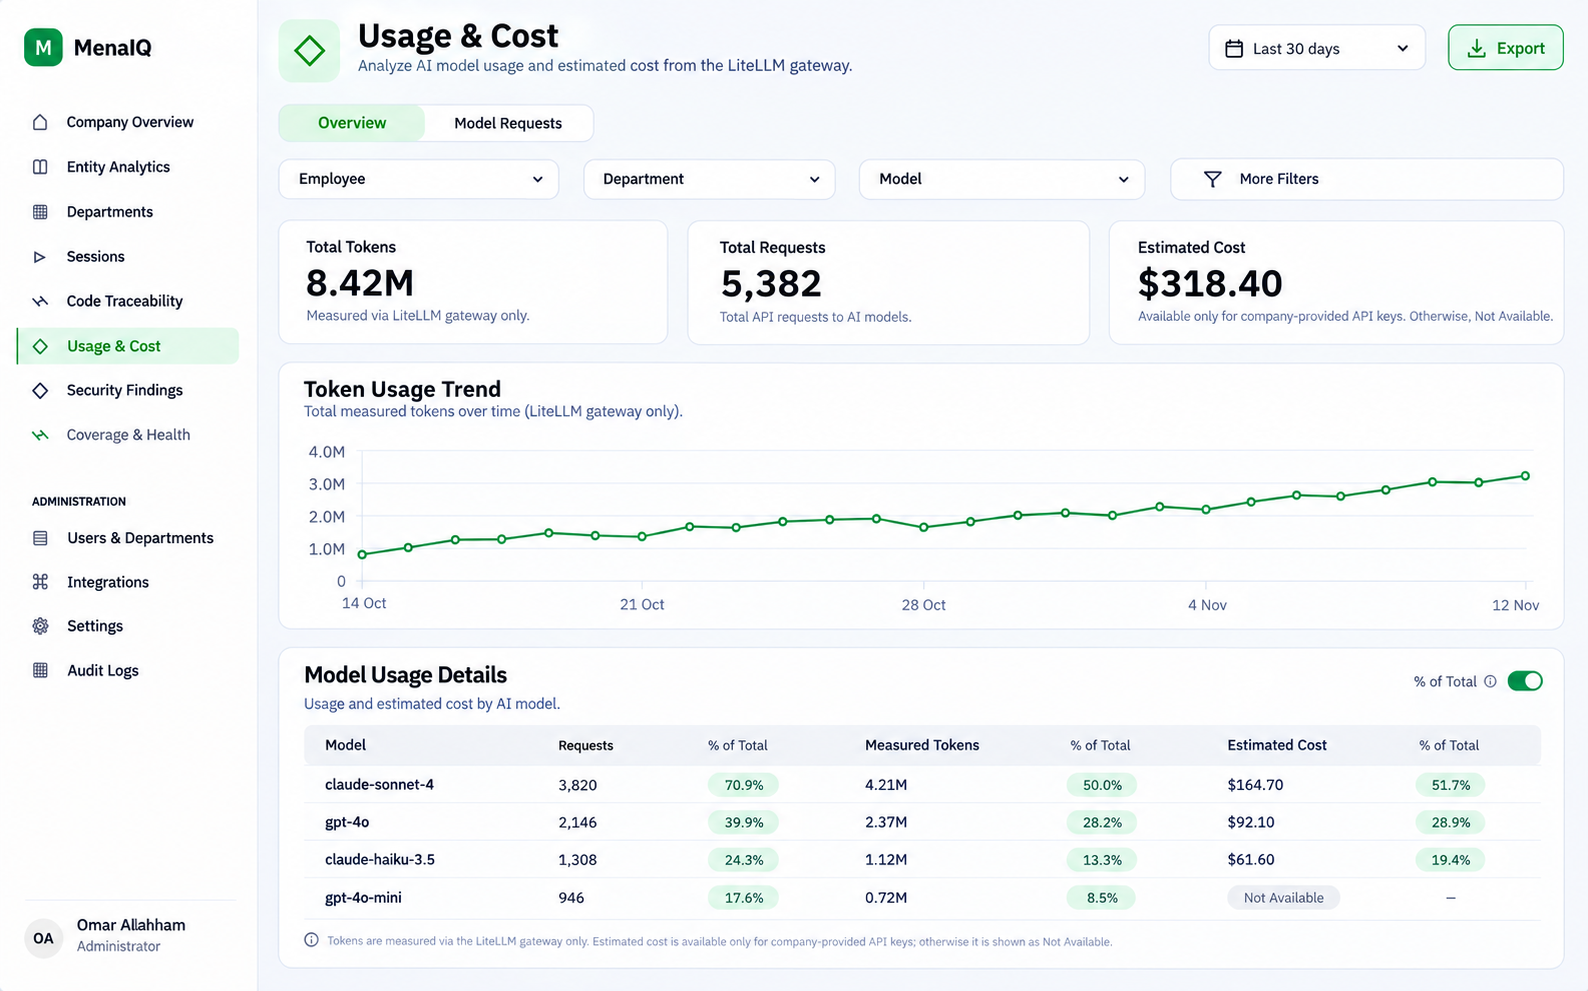 M MenaIQ
Company Overview
Entity Analytics
Departments
Sessions
Code Traceability
Usage & Cost
Security Findings
Coverage & Health
ADMINISTRATION
Users & Departments
Integrations
Settings
Audit Logs
OA
Omar Allahham
Administrator
Usage & Cost
Analyze AI model usage and estimated cost from the LiteLLM gateway.
Last 30 days
Export
Overview Model Requests
Employee Department Model More Filters
Total Tokens
8.42M
Measured via LiteLLM gateway only.
Total Requests
5,382
Total API requests to AI models.
Estimated Cost
$318.40
Available only for company-provided API keys. Otherwise, Not Available.
Token Usage Trend
Total measured tokens over time (LiteLLM gateway only).
4.0M
3.0M
2.0M
1.0M
0
14 Oct 21 Oct 28 Oct 4 Nov 12 Nov
Model Usage Details
Usage and estimated cost by AI model.
% of Total
Model Requests % of Total Measured Tokens % of Total Estimated Cost % of Total
claude-sonnet-4 3,820 70.9% 4.21M 50.0% $164.70 51.7%
gpt-4o 2,146 39.9% 2.37M 28.2% $92.10 28.9%
claude-haiku-3.5 1,308 24.3% 1.12M 13.3% $61.60 19.4%
gpt-4o-mini 946 17.6% 0.72M 8.5% Not Available –
Tokens are measured via the LiteLLM gateway only. Estimated cost is available only for company-provided API keys; otherwise it is shown as Not Available.